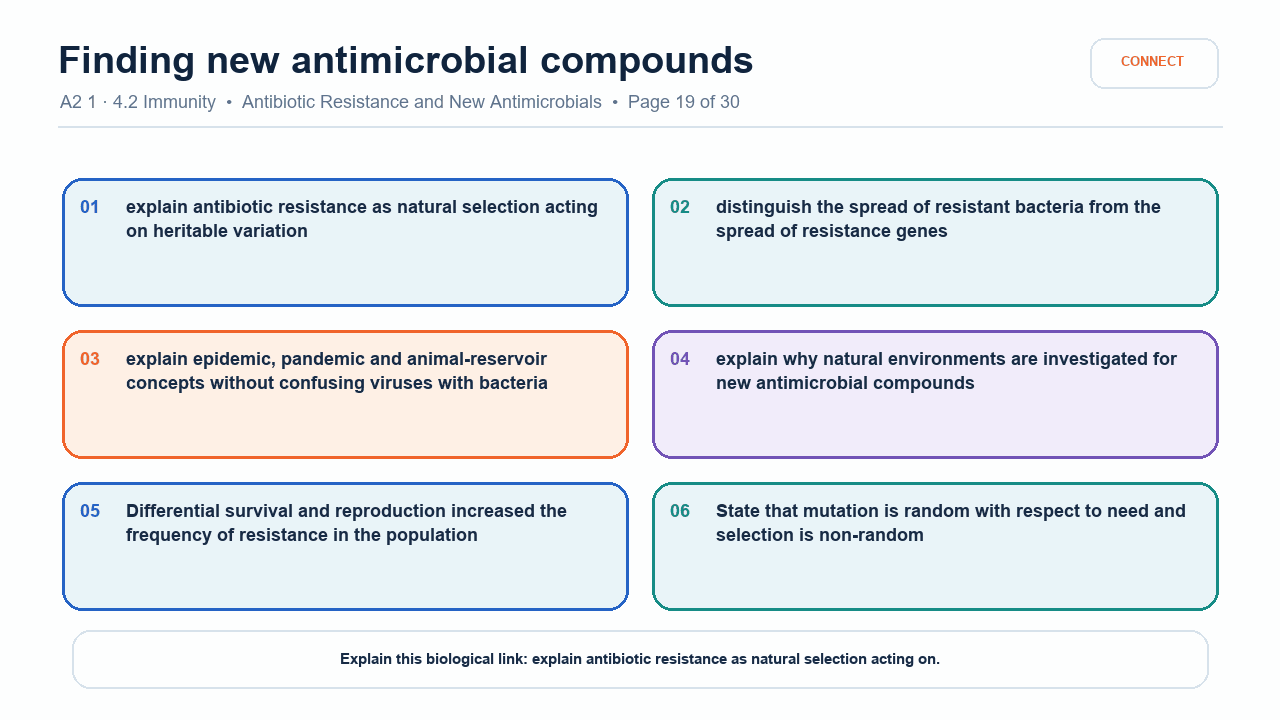 Finding new antimicrobial compounds
CONNECT
A2 1 · 4.2 Immunity • Antibiotic Resistance and New Antimicrobials • Page 19 of 30
01 explain antibiotic resistance as natural selection acting
on heritable variation
02 distinguish the spread of resistant bacteria from the
spread of resistance genes
03 explain epidemic, pandemic and animal-reservoir
concepts without confusing viruses with bacteria
04 explain why natural environments are investigated for
new antimicrobial compounds
05 Differential survival and reproduction increased the
frequency of resistance in the population
06 State that mutation is random with respect to need and
selection is non-random
Explain this biological link: explain antibiotic resistance as natural selection acting on.